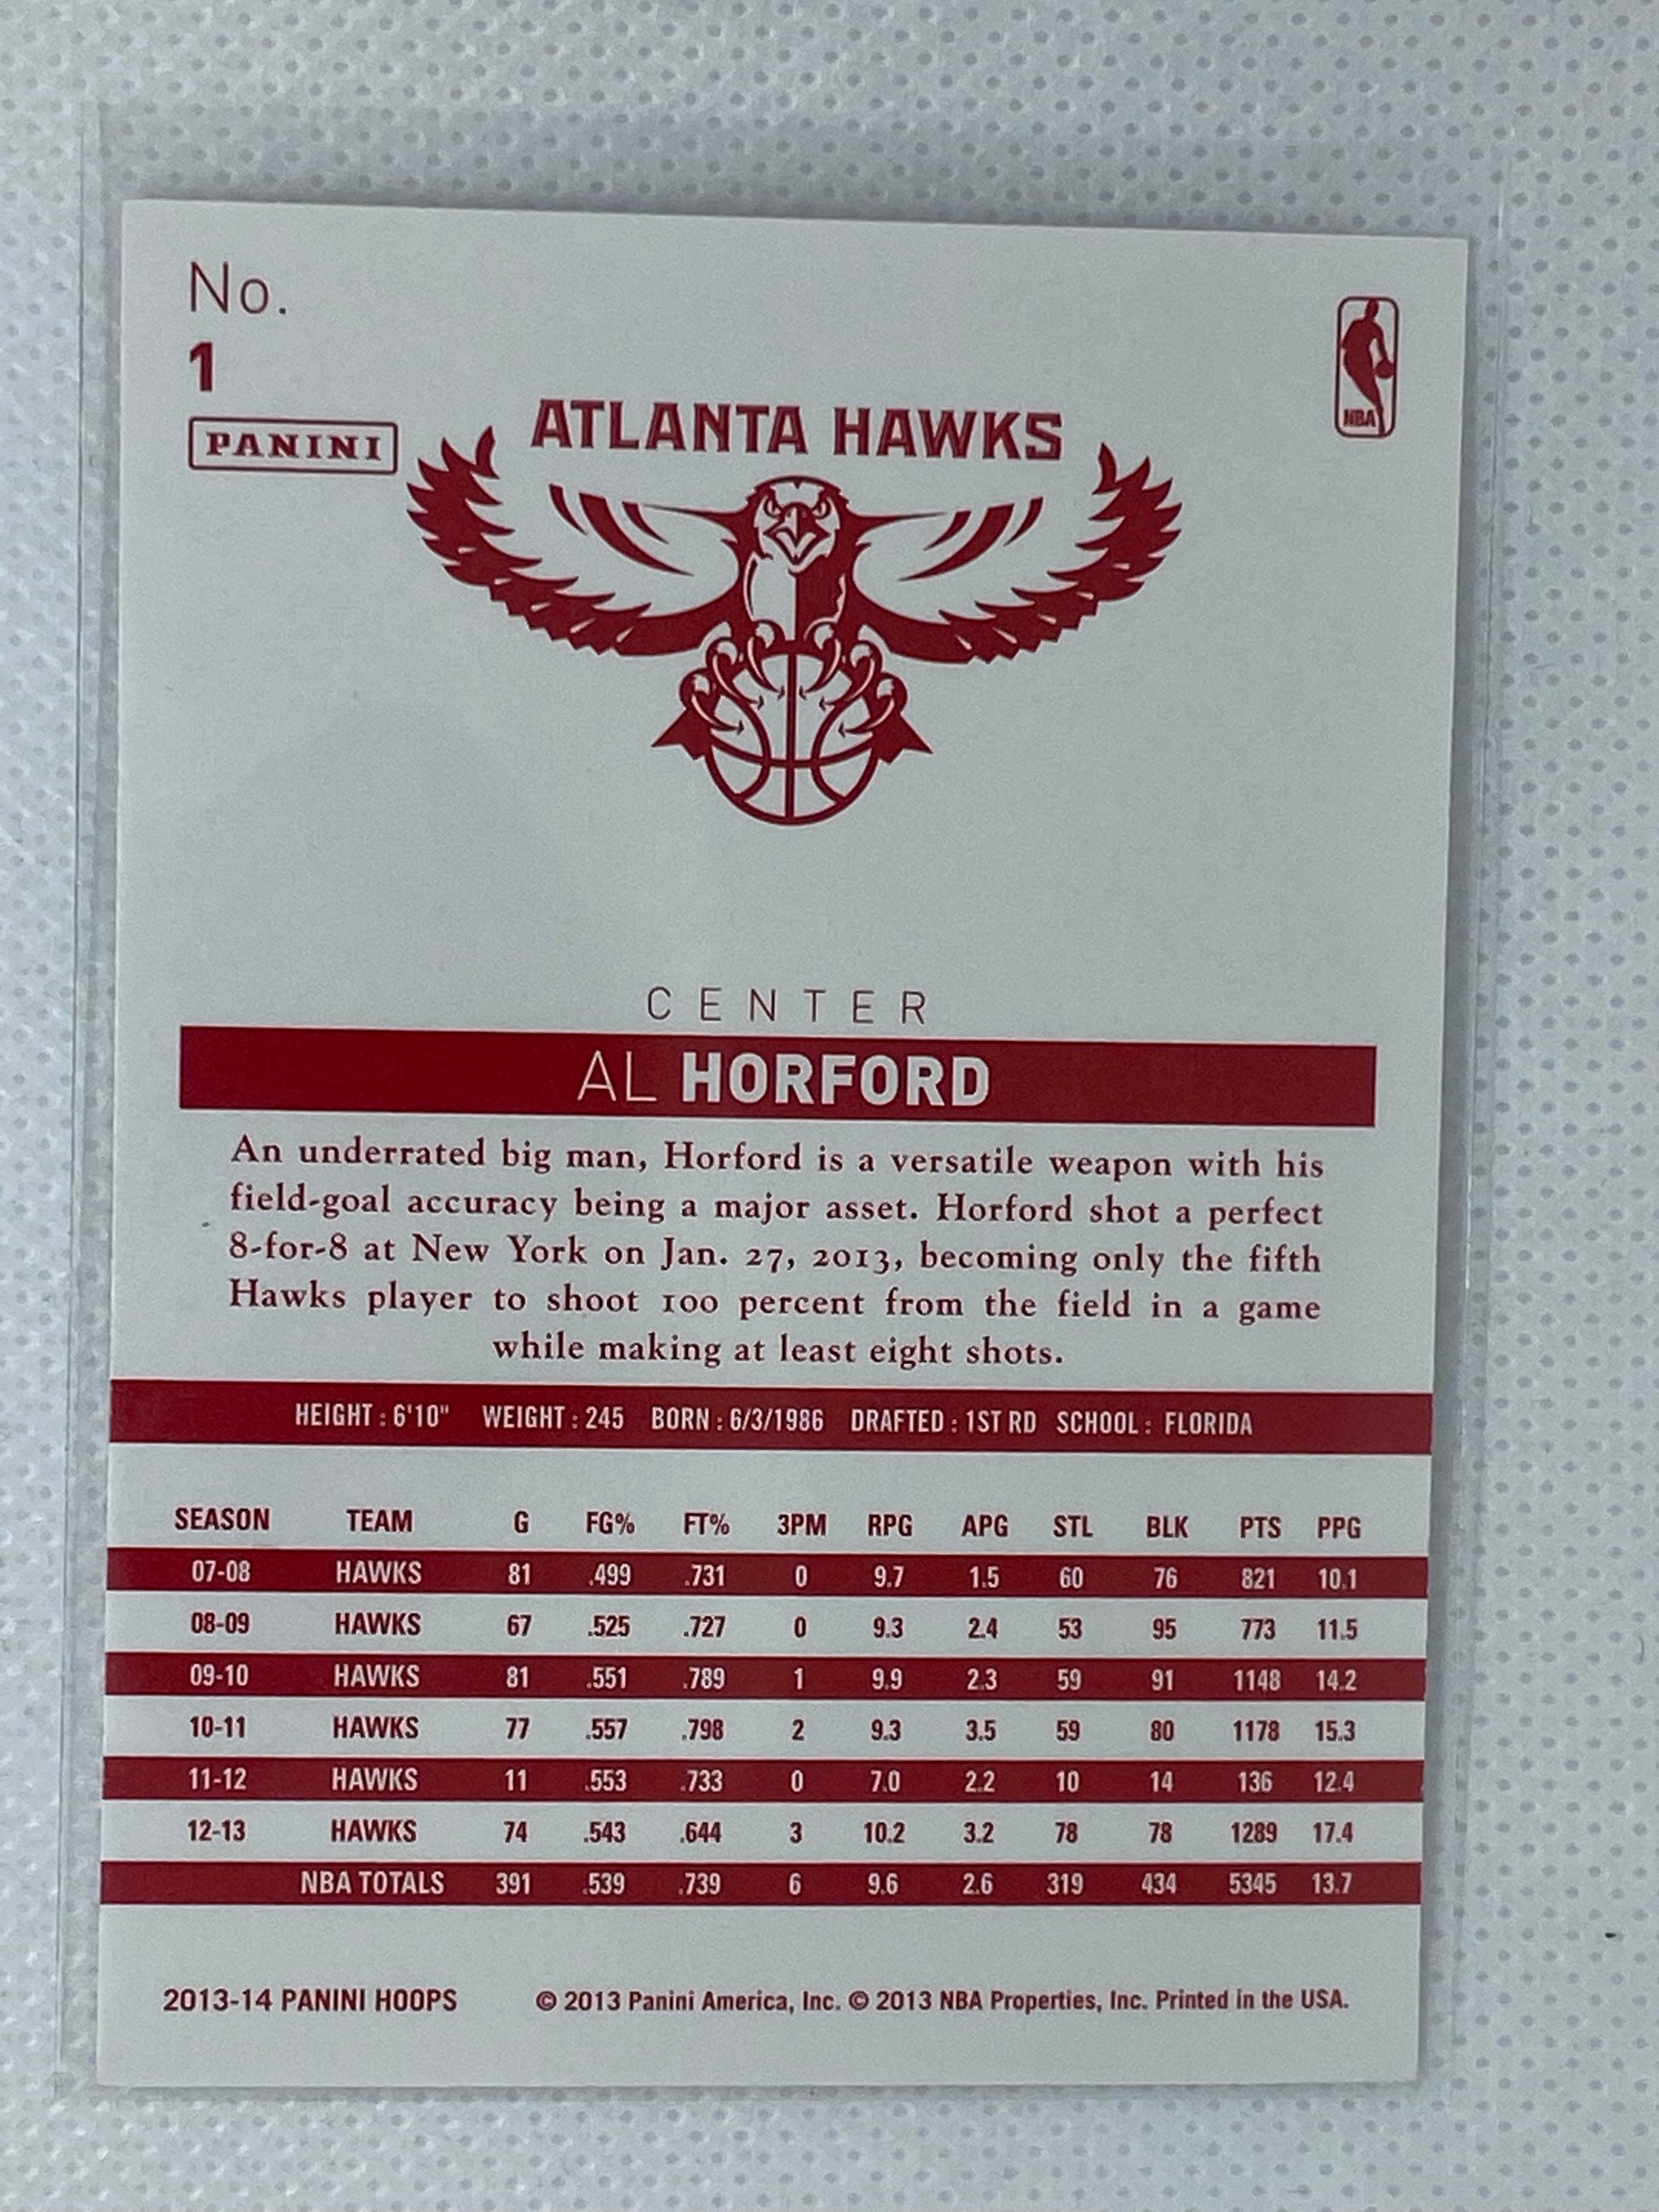 No.
1
PANINI
NBA
ATLANTA HAWKS
CENTER
AL HORFORD
An underrated big man, Horford is a versatile weapon with his
field-goal accuracy being a major asset. Horford shot a perfect
8-for-8 at New York on Jan. 27, 2013, becoming only the fifth
Hawks player to shoot 100 percent from the field in a game
while making at least eight shots.
HEIGHT : 6'10" WEIGHT : 245 BORN : 6/3/1986 DRAFTED : 1ST RD SCHOOL : FLORIDA
SEASON TEAM G FG% FT% 3PM RPG APG STL BLK PTS PPG
07-08 HAWKS 81 .499 .731 0 9.7 1.5 60 76 821 10.1
08-09 HAWKS 67 .525 .727 0 9.3 2.4 53 95 773 11.5
09-10 HAWKS 81 .551 .789 1 9.9 2.3 59 91 1148 14.2
10-11 HAWKS 77 .557 .798 2 9.3 3.5 59 80 1178 15.3
11-12 HAWKS 11 .553 .733 0 7.0 2.2 10 14 136 12.4
12-13 HAWKS 74 .543 .644 3 10.2 3.2 78 78 1289 17.4
NBA TOTALS 391 .539 .739 6 9.6 2.6 319 434 5345 13.7
2013-14 PANINI HOOPS © 2013 Panini America, Inc. © 2013 NBA Properties, Inc. Printed in the USA.